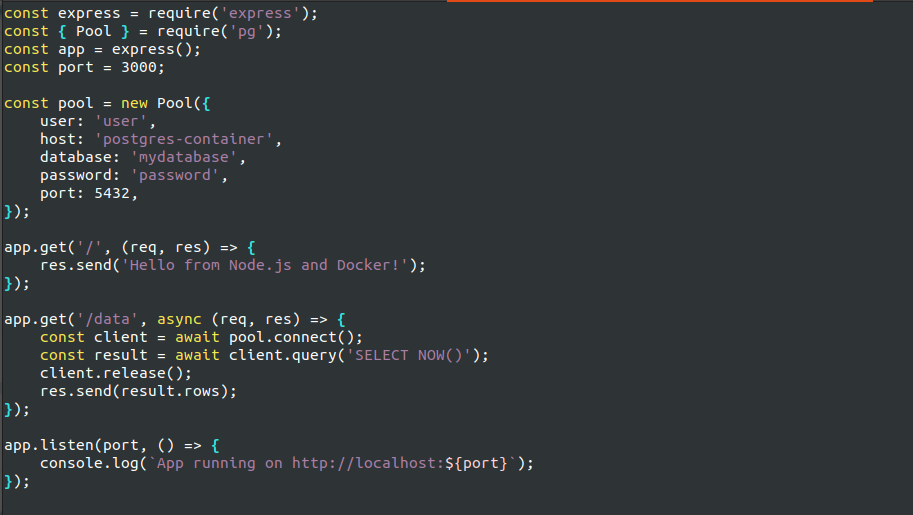 const express = require('express');
const { Pool } = require('pg');
const app = express();
const port = 3000;

const pool = new Pool({
    user: 'user',
    host: 'postgres-container',
    database: 'mydatabase',
    password: 'password',
    port: 5432,
});

app.get('/', (req, res) => {
    res.send('Hello from Node.js and Docker!');
});

app.get('/data', async (req, res) => {
    const client = await pool.connect();
    const result = await client.query('SELECT NOW()');
    client.release();
    res.send(result.rows);
});

app.listen(port, () => {
    console.log(`App running on http://localhost:${port}`);
});